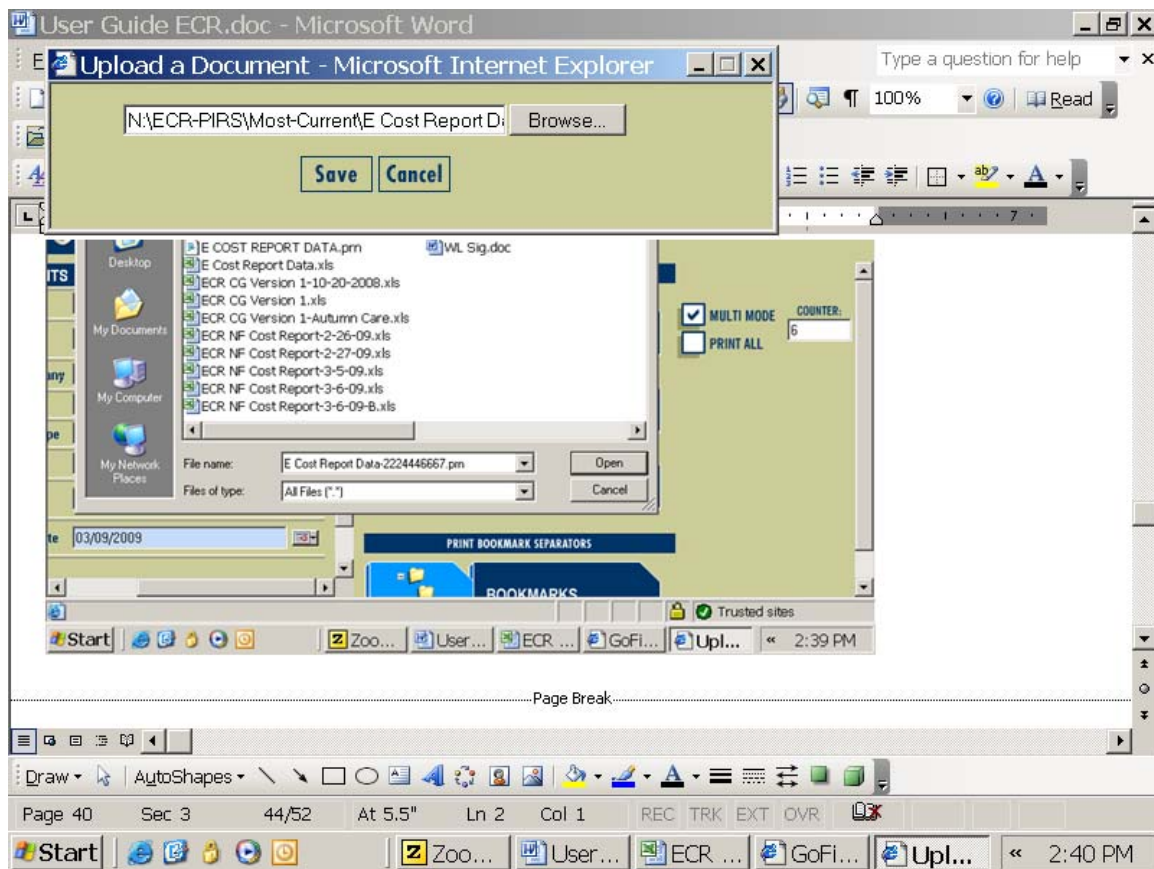 User Guide ECR.doc - Microsoft Word
Type a question for help
Upload a Document - Microsoft Internet Explorer
100%
Read
N:\ECR-PIRS\Most-Current\E Cost Report Da
Browse...
Save
Cancel
7
Desktop
E COST REPORT DATA.prn
WL Sig.doc
E Cost Report Data.xls
ECR CG Version 1-10-20-2008.xls
ECR CG Version 1.xls
ECR CG Version 1-Autumn Care.xls
ECR NF Cost Report-2-26-09.xls
ECR NF Cost Report-2-27-09.xls
ECR NF Cost Report-3-5-09.xls
ECR NF Cost Report-3-6-09.xls
ECR NF Cost Report-3-6-09-B.xls
My Documents
My Computer
My Network Places
MULTI MODE
COUNTER:
6
PRINT ALL
File name:
E Cost Report Data-2224446667.prn
Open
Files of type:
All Files (*.*)
Cancel
03/09/2009
PRINT BOOKMARK SEPARATORS
BOOKMARKS
Trusted sites
Start
Zoo...
User...
ECR ...
GoFi...
Upl...
2:39 PM
Page Break
Draw
AutoShapes
Page 40 Sec 3 44/52 At 5.5" Ln 2 Col 1 REC TRK EXT OVR
Start
Zoo...
User...
ECR ...
GoFi...
Upl...
2:40 PM